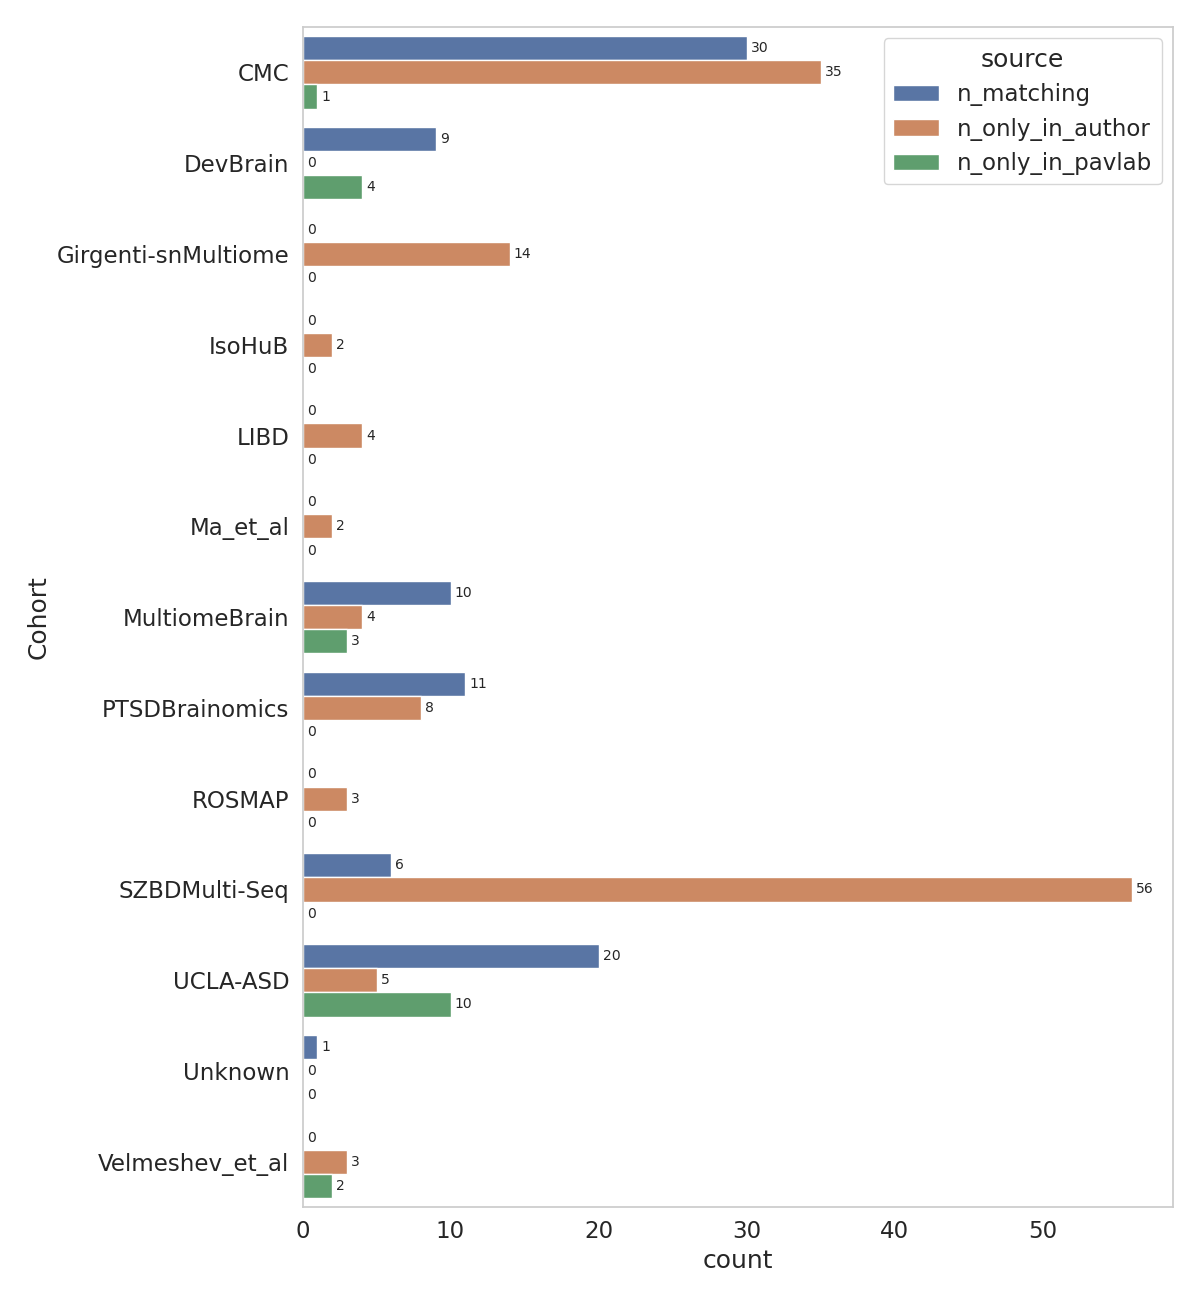 source
n_matching
n_only_in_author
n_only_in_pavlab
Cohort
CMC
30
35
1
DevBrain
9
0
4
Girgenti-snMultiome
0
14
0
IsoHuB
0
2
0
LIBD
0
4
0
Ma_et_al
0
2
0
MultiomeBrain
10
4
3
PTSDBrainomics
11
8
0
ROSMAP
0
3
0
SZBDMulti-Seq
6
56
0
UCLA-ASD
20
5
10
Unknown
1
0
0
Velmeshev_et_al
0
3
2
0 10 20 30 40 50
count